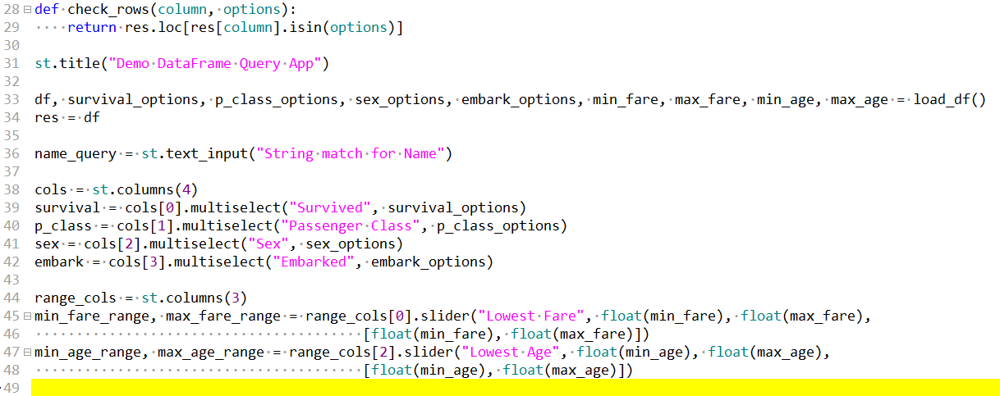 28 def check_rows(column, options):
29     return res.loc[res[column].isin(options)]
30
31 st.title("Demo DataFrame Query App")
32
33 df, survival_options, p_class_options, sex_options, embark_options, min_fare, max_fare, min_age, max_age = load_df()
34 res = df
35
36 name_query = st.text_input("String match for Name")
37
38 cols = st.columns(4)
39 survival = cols[0].multiselect("Survived", survival_options)
40 p_class = cols[1].multiselect("Passenger Class", p_class_options)
41 sex = cols[2].multiselect("Sex", sex_options)
42 embark = cols[3].multiselect("Embarked", embark_options)
43
44 range_cols = st.columns(3)
45 min_fare_range, max_fare_range = range_cols[0].slider("Lowest Fare", float(min_fare), float(max_fare),
46                                         [float(min_fare), float(max_fare)])
47 min_age_range, max_age_range = range_cols[2].slider("Lowest Age", float(min_age), float(max_age),
48                                         [float(min_age), float(max_age)])
49